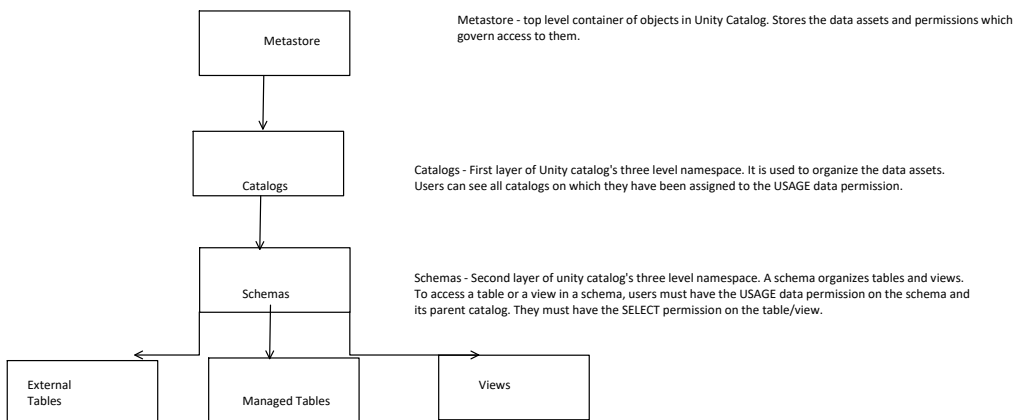 Metastore
Metastore - top level container of objects in Unity Catalog. Stores the data assets and permissions which
govern access to them.
Catalogs
Catalogs - First layer of Unity catalog's three level namespace. It is used to organize the data assets.
Users can see all catalogs on which they have been assigned to the USAGE data permission.
Schemas
Schemas - Second layer of unity catalog's three level namespace. A schema organizes tables and views.
To access a table or a view in a schema, users must have the USAGE data permission on the schema and
its parent catalog. They must have the SELECT permission on the table/view.
External
Tables
Managed Tables
Views